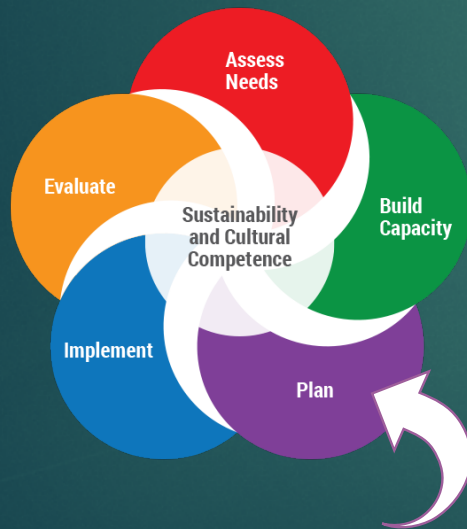 Assess
Needs
Build
Capacity
Plan
Implement
Evaluate
Sustainability
and Cultural
Competence